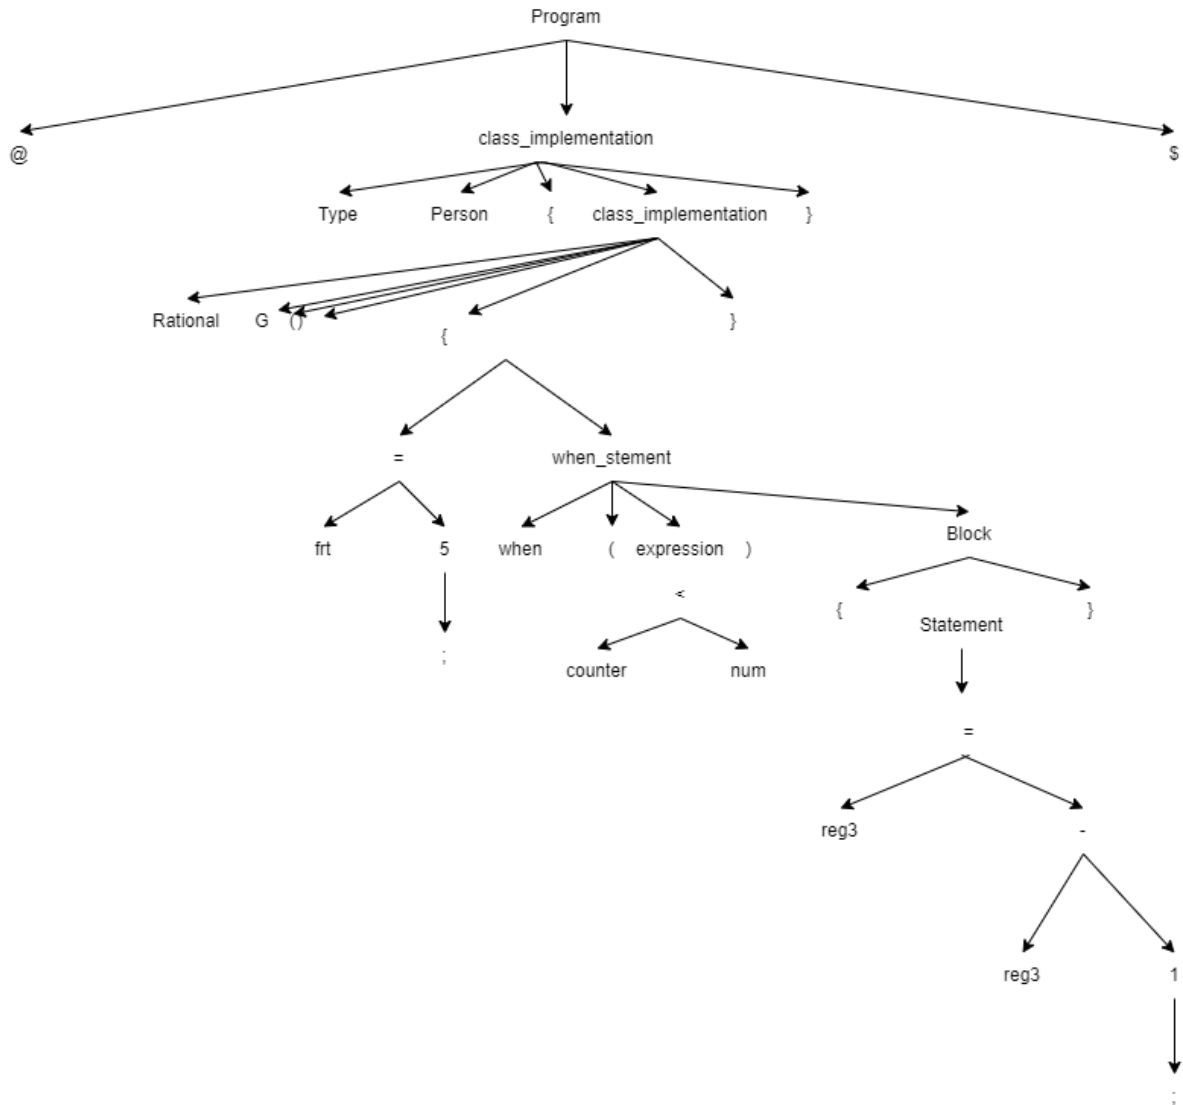 Program
@
$
class_implementation
Type Person { class_implementation }
Rational G () }
{
= when_stement
Block
frt 5 when ( expression )
<
{ }
Statement
;
counter num
=
reg3 -
reg3 1
;